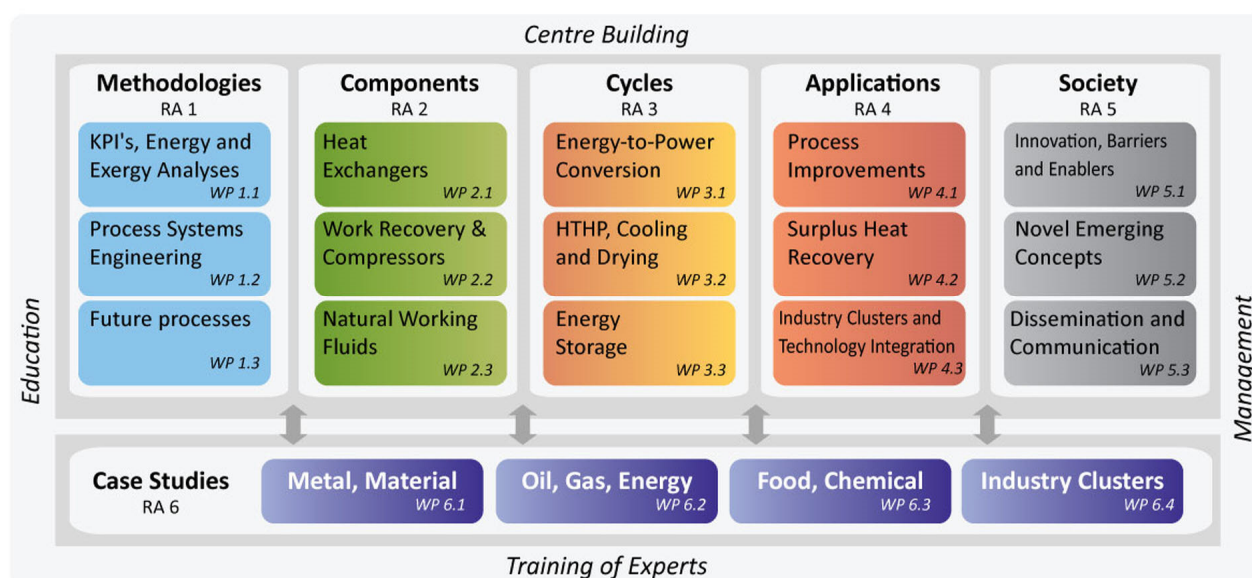 Centre Building
Methodologies
RA 1
KPI's, Energy and
Exergy Analyses
WP 1.1
Process Systems
Engineering
WP 1.2
Future processes
WP 1.3
Components
RA 2
Heat
Exchangers
WP 2.1
Work Recovery &
Compressors
WP 2.2
Natural Working
Fluids
WP 2.3
Cycles
RA 3
Energy-to-Power
Conversion
WP 3.1
HTHP, Cooling
and Drying
WP 3.2
Energy
Storage
WP 3.3
Applications
RA 4
Process
Improvements
WP 4.1
Surplus Heat
Recovery
WP 4.2
Industry Clusters and
Technology Integration
WP 4.3
Society
RA 5
Innovation, Barriers
and Enablers
WP 5.1
Novel Emerging
Concepts
WP 5.2
Dissemination and
Communication
WP 5.3
Education
Management
Case Studies
RA 6
Metal, Material
WP 6.1
Oil, Gas, Energy
WP 6.2
Food, Chemical
WP 6.3
Industry Clusters
WP 6.4
Training of Experts